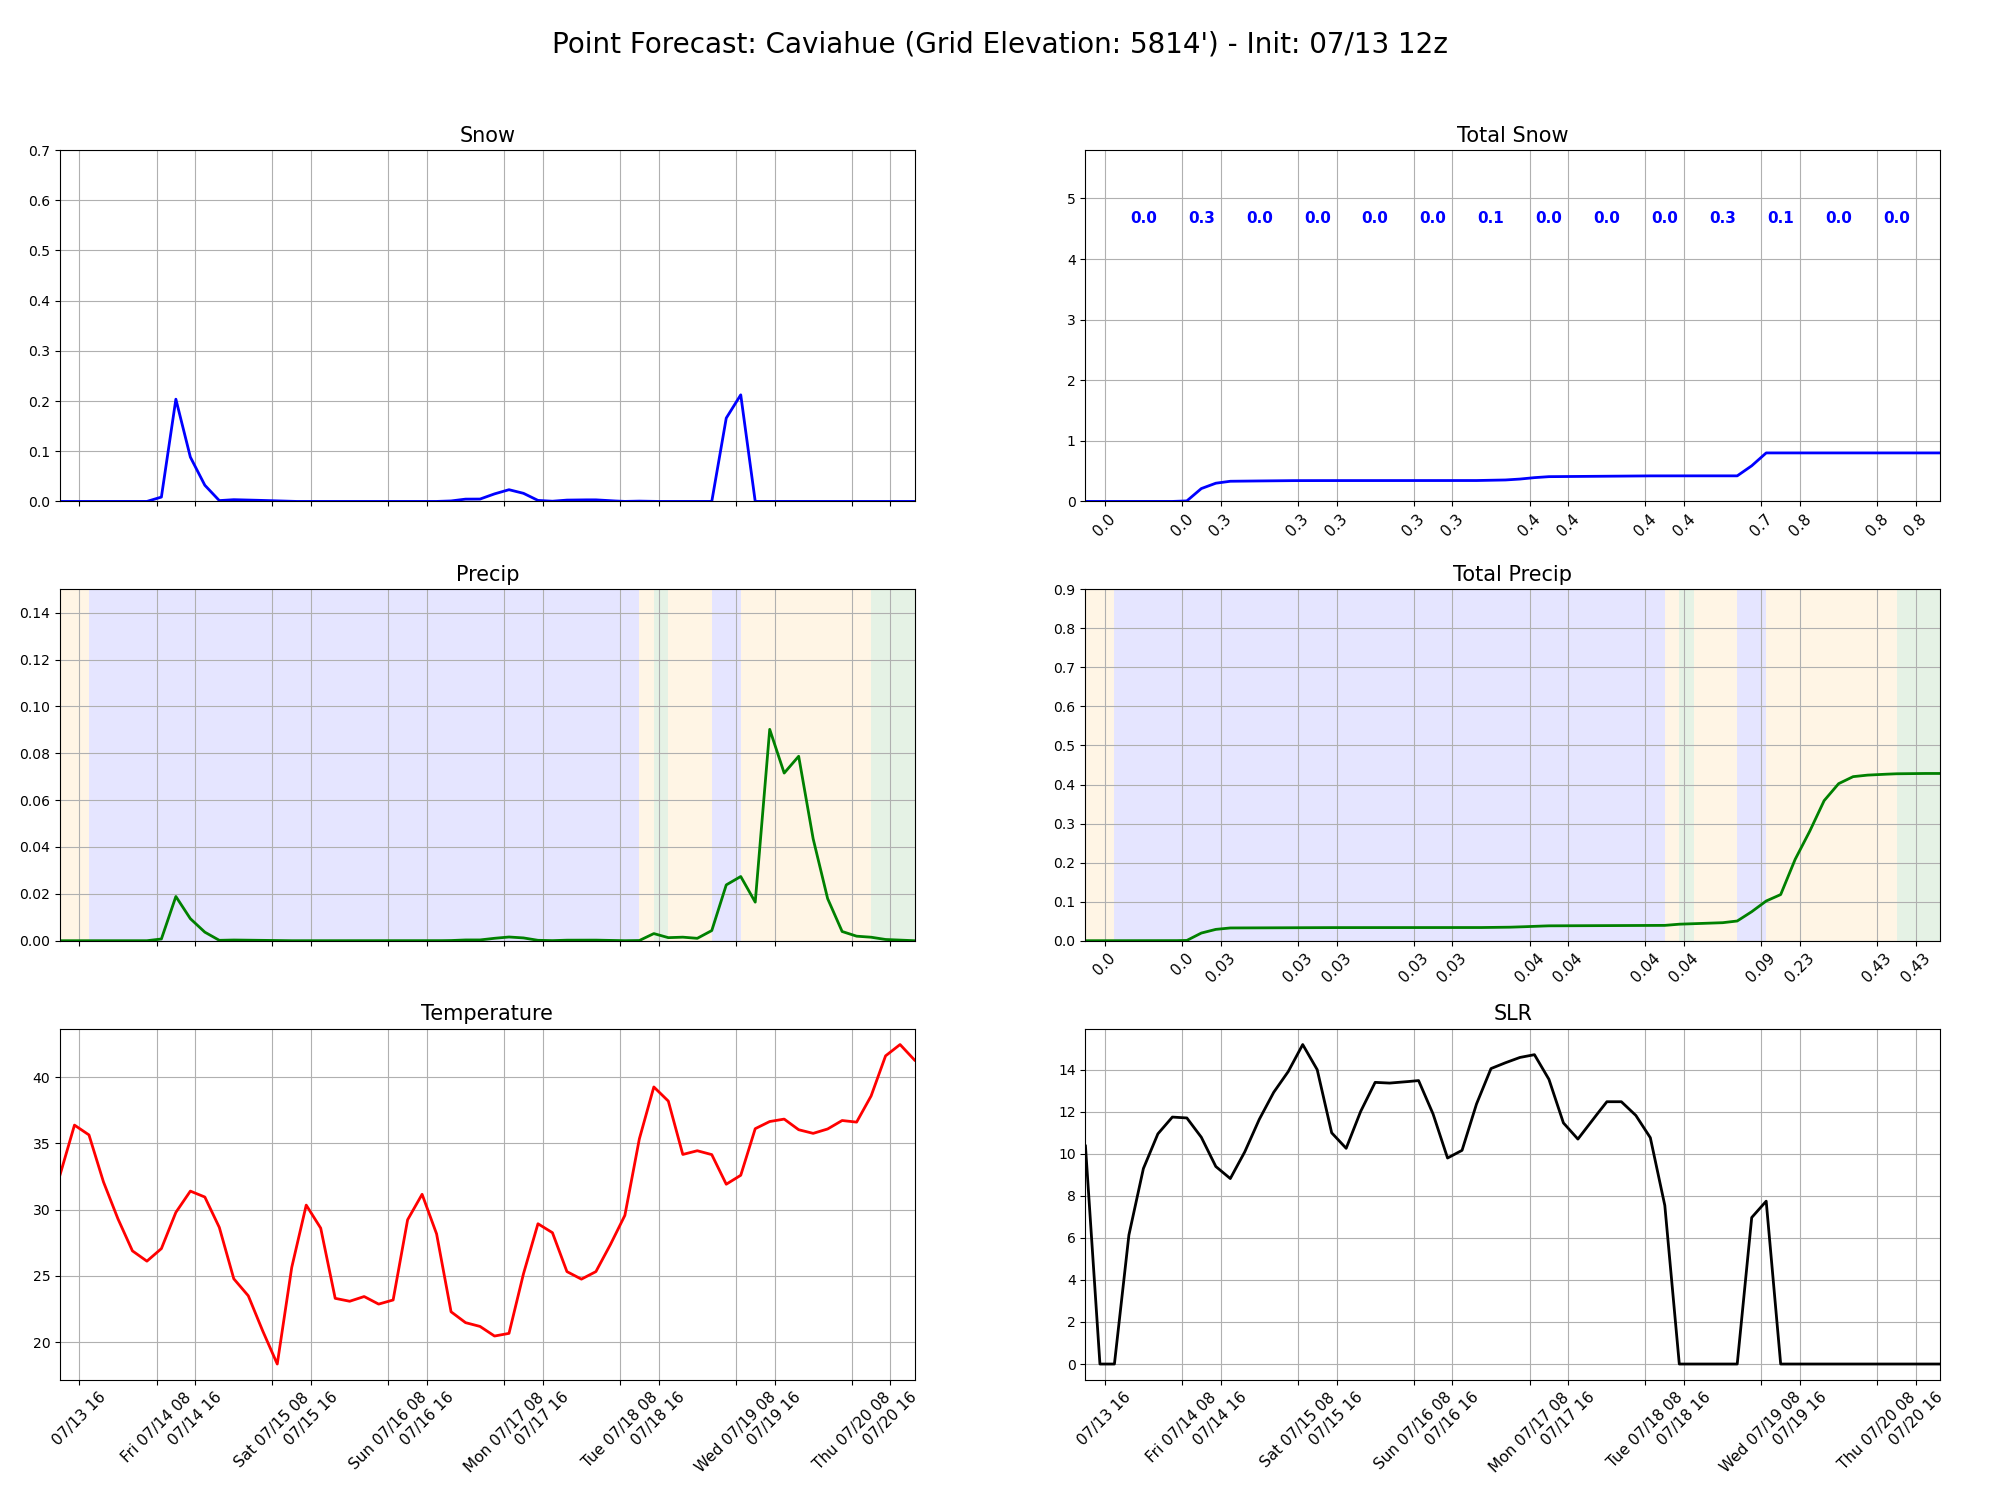 Point Forecast: Caviahue (Grid Elevation: 5814') - Init: 07/13 12z
Snow
0.7
0.6
0.5
0.4
0.3
0.2
0.1
0.0
Total Snow
5
4
3
2
1
0
0.0 0.3 0.0 0.0 0.0 0.0 0.1 0.0 0.0 0.0 0.3 0.1 0.0 0.0
0.0 0.0 0.3 0.3 0.3 0.3 0.3 0.4 0.4 0.4 0.4 0.7 0.8 0.8 0.8
Precip
0.14
0.12
0.10
0.08
0.06
0.04
0.02
0.00
Total Precip
0.9
0.8
0.7
0.6
0.5
0.4
0.3
0.2
0.1
0.0
0.0 0.0 0.03 0.03 0.03 0.03 0.03 0.04 0.04 0.04 0.04 0.09 0.23 0.43 0.43
Temperature
40
35
30
25
20
07/13 16
Fri 07/14 08
07/14 16
Sat 07/15 08
07/15 16
Sun 07/16 08
07/16 16
Mon 07/17 08
07/17 16
Tue 07/18 08
07/18 16
Wed 07/19 08
07/19 16
Thu 07/20 08
07/20 16
SLR
14
12
10
8
6
4
2
0
07/13 16
Fri 07/14 08
07/14 16
Sat 07/15 08
07/15 16
Sun 07/16 08
07/16 16
Mon 07/17 08
07/17 16
Tue 07/18 08
07/18 16
Wed 07/19 08
07/19 16
Thu 07/20 08
07/20 16